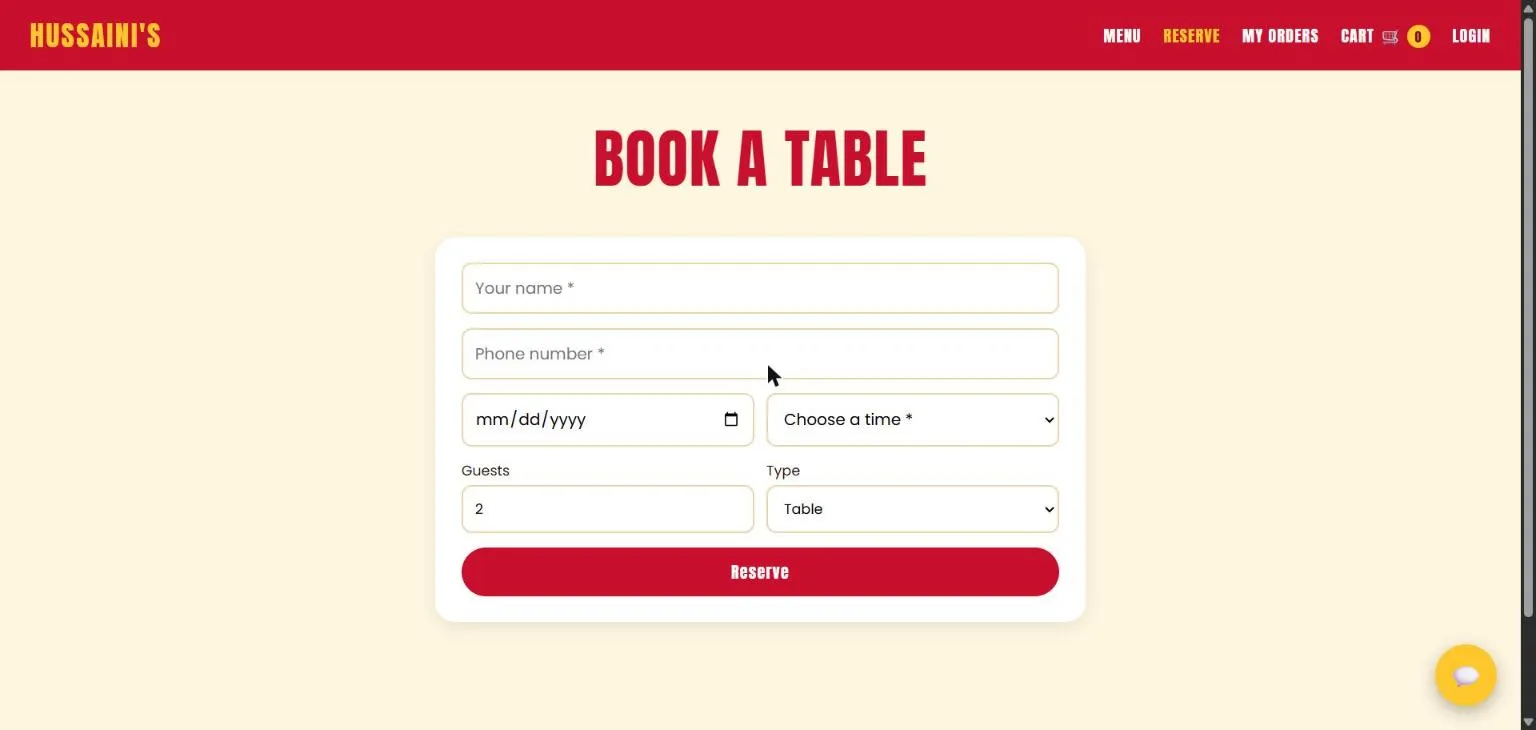 HUSSAINI'S
MENU RESERVE MY ORDERS CART 0 LOGIN
BOOK A TABLE
Your name *
Phone number *
mm/dd/yyyy Choose a time *
Guests Type
2 Table
Reserve